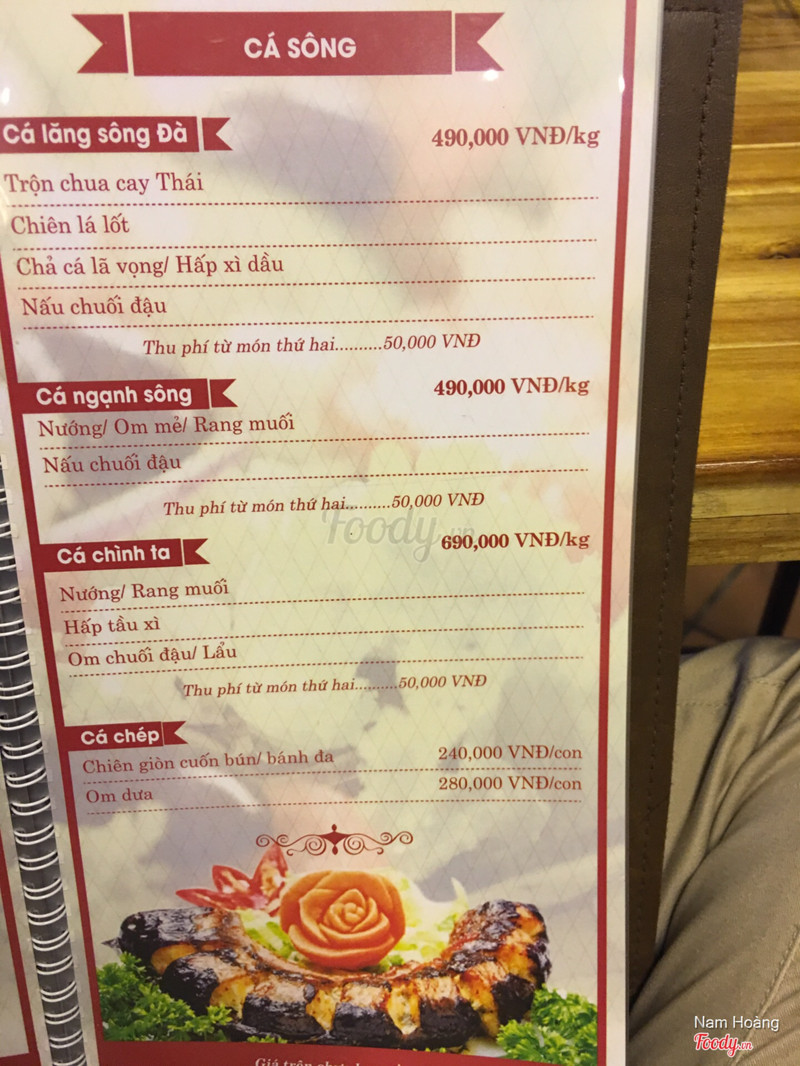 CÁ SÔNG
Cá lăng sông Đà 490,000 VNĐ/kg
Trộn chua cay Thái
Chiên lá lốt
Chả cá lã vọng/ Hấp xì dầu
Nấu chuối đậu
Thu phí từ món thứ hai..........50,000 VNĐ
Cá ngạnh sông 490,000 VNĐ/kg
Nướng/ Om mẻ/ Rang muối
Nấu chuối đậu
Thu phí từ món thứ hai..........50,000 VNĐ
Foody.vn
Cá chình ta 690,000 VNĐ/kg
Nướng/ Rang muối
Hấp tầu xì
Om chuối đậu/ Lẩu
Thu phí từ món thứ hai..........50,000 VNĐ
Cá chép
Chiên giòn cuốn bún/ bánh đa 240,000 VNĐ/con
Om dưa 280,000 VNĐ/con
Giá trên
Nam Hoàng
Foody.vn